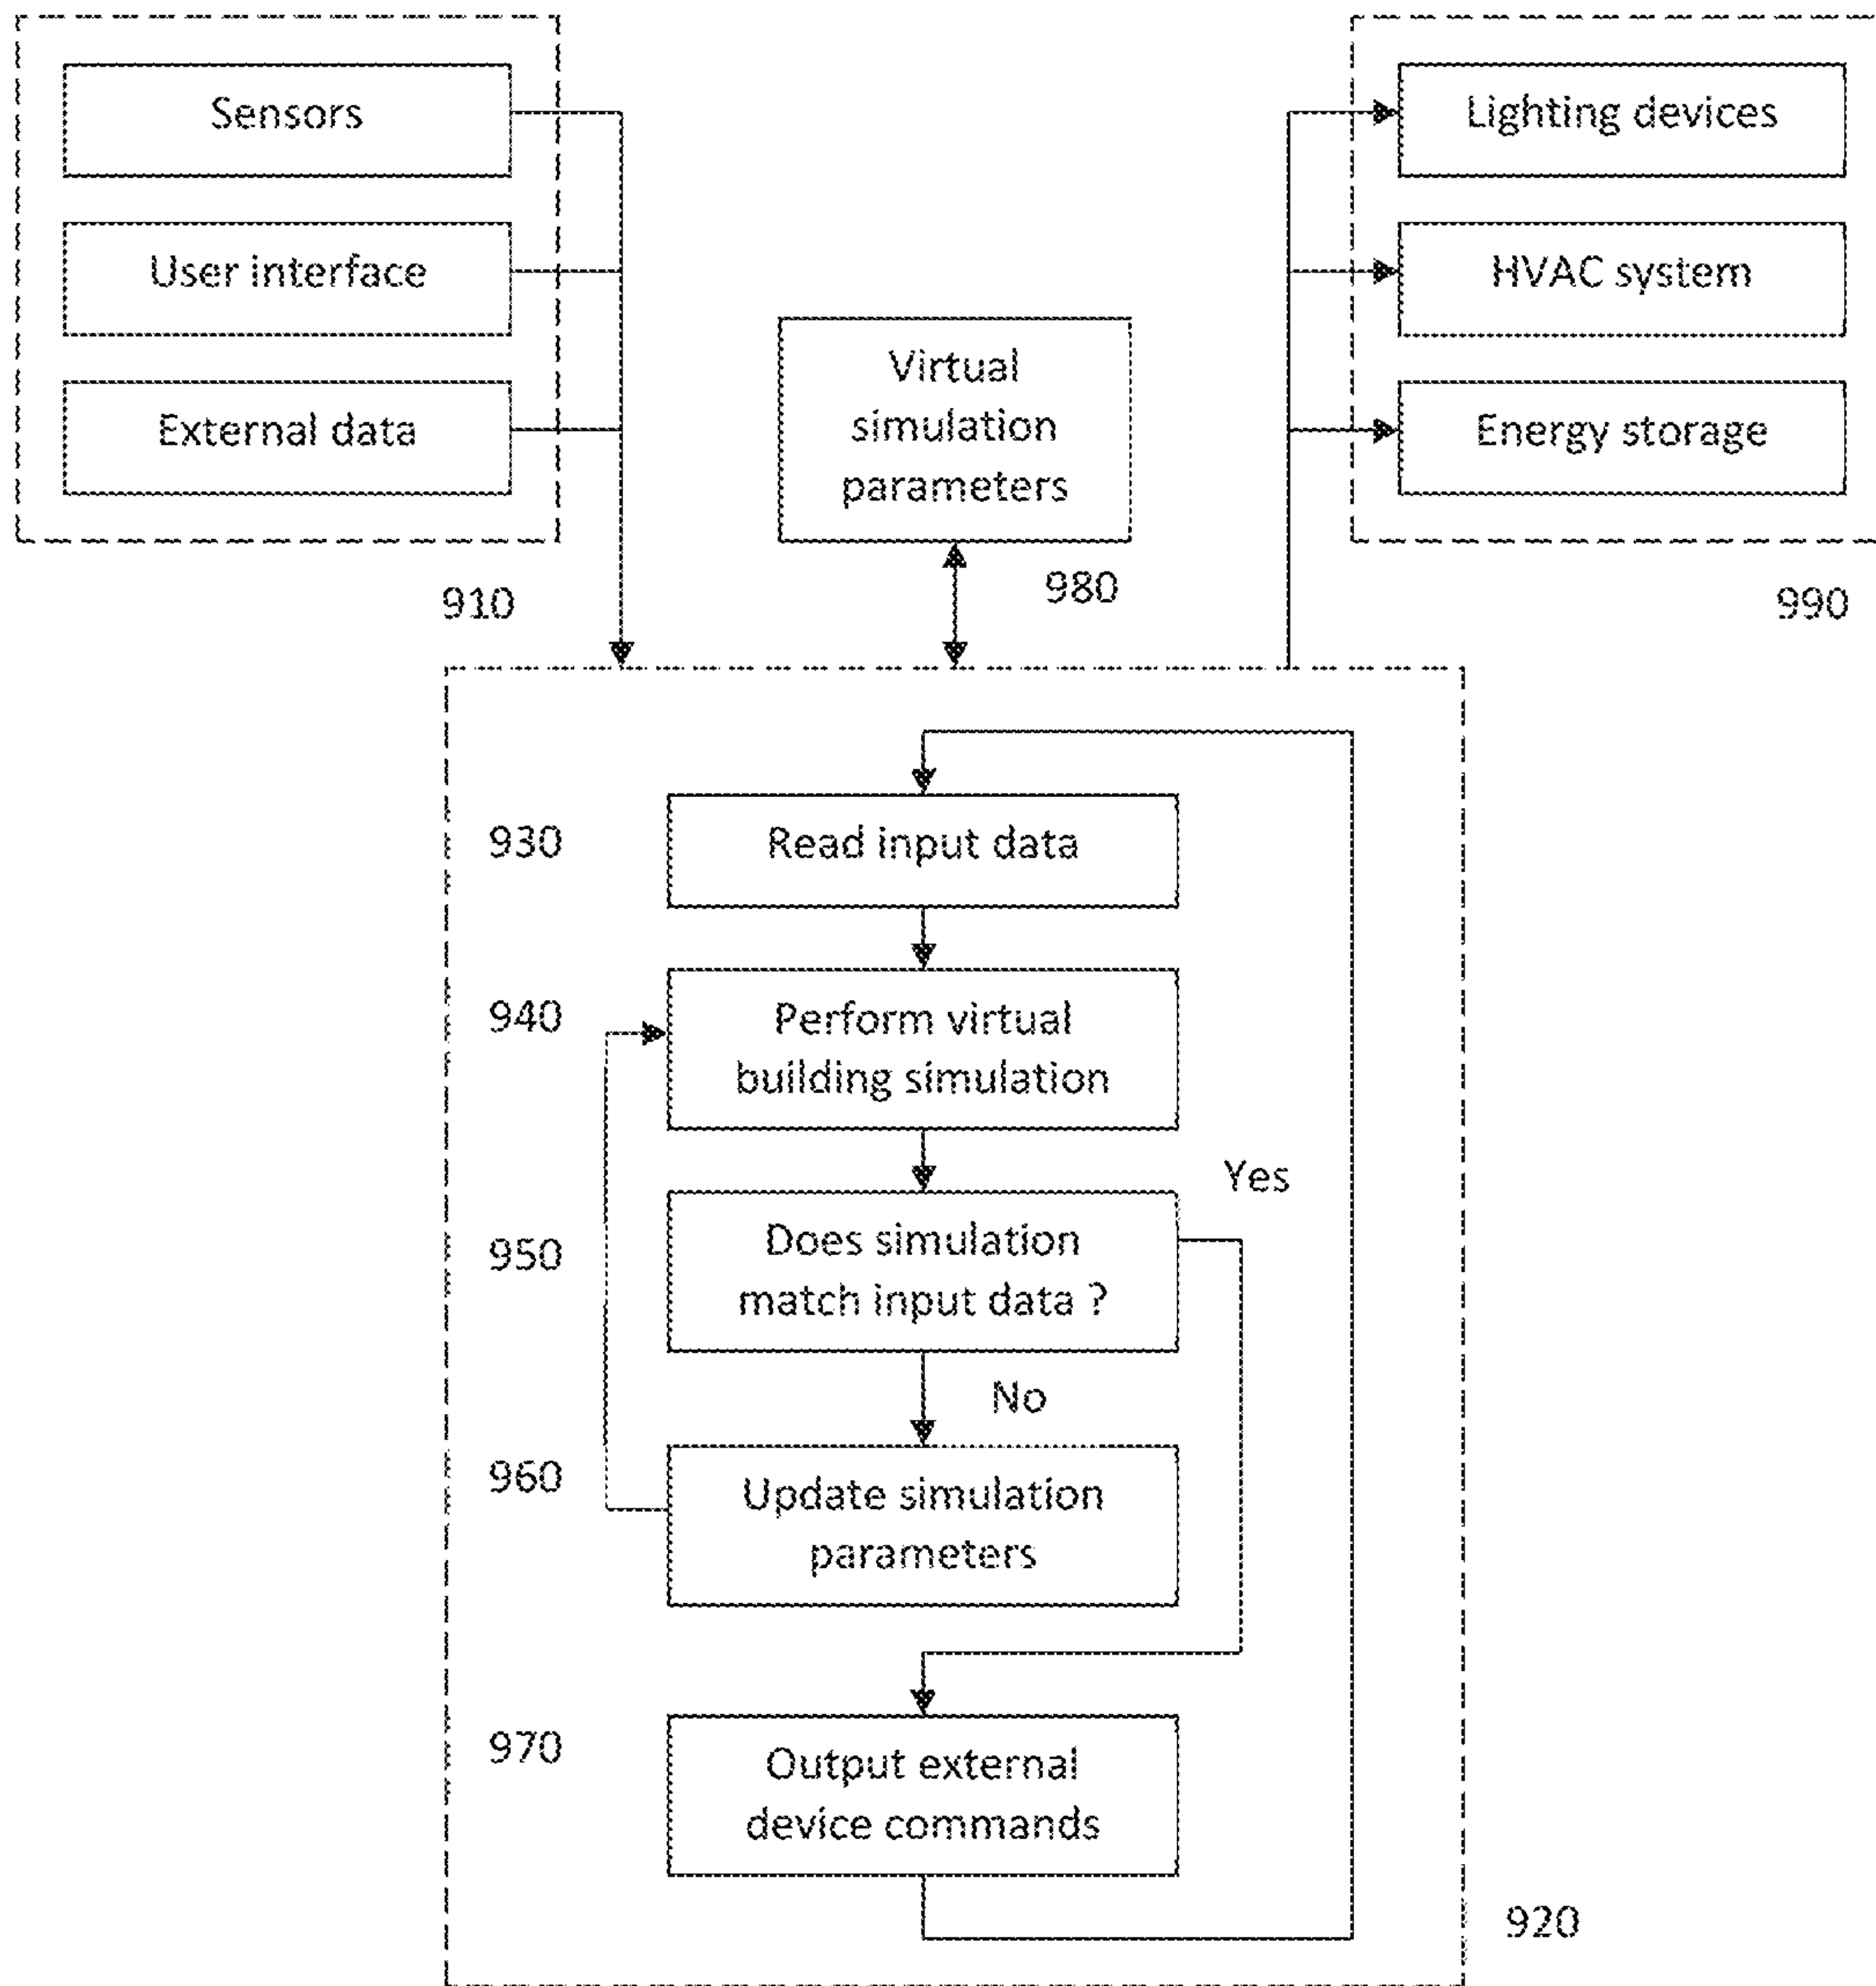 Sensors
User interface
External data
910
Virtual
simulation
parameters
980
Lighting devices
HVAC system
Energy storage
990
930
Read input data
940
Perform virtual
building simulation
950
Does simulation
match input data ?
Yes
No
960
Update simulation
parameters
970
Output external
device commands
920